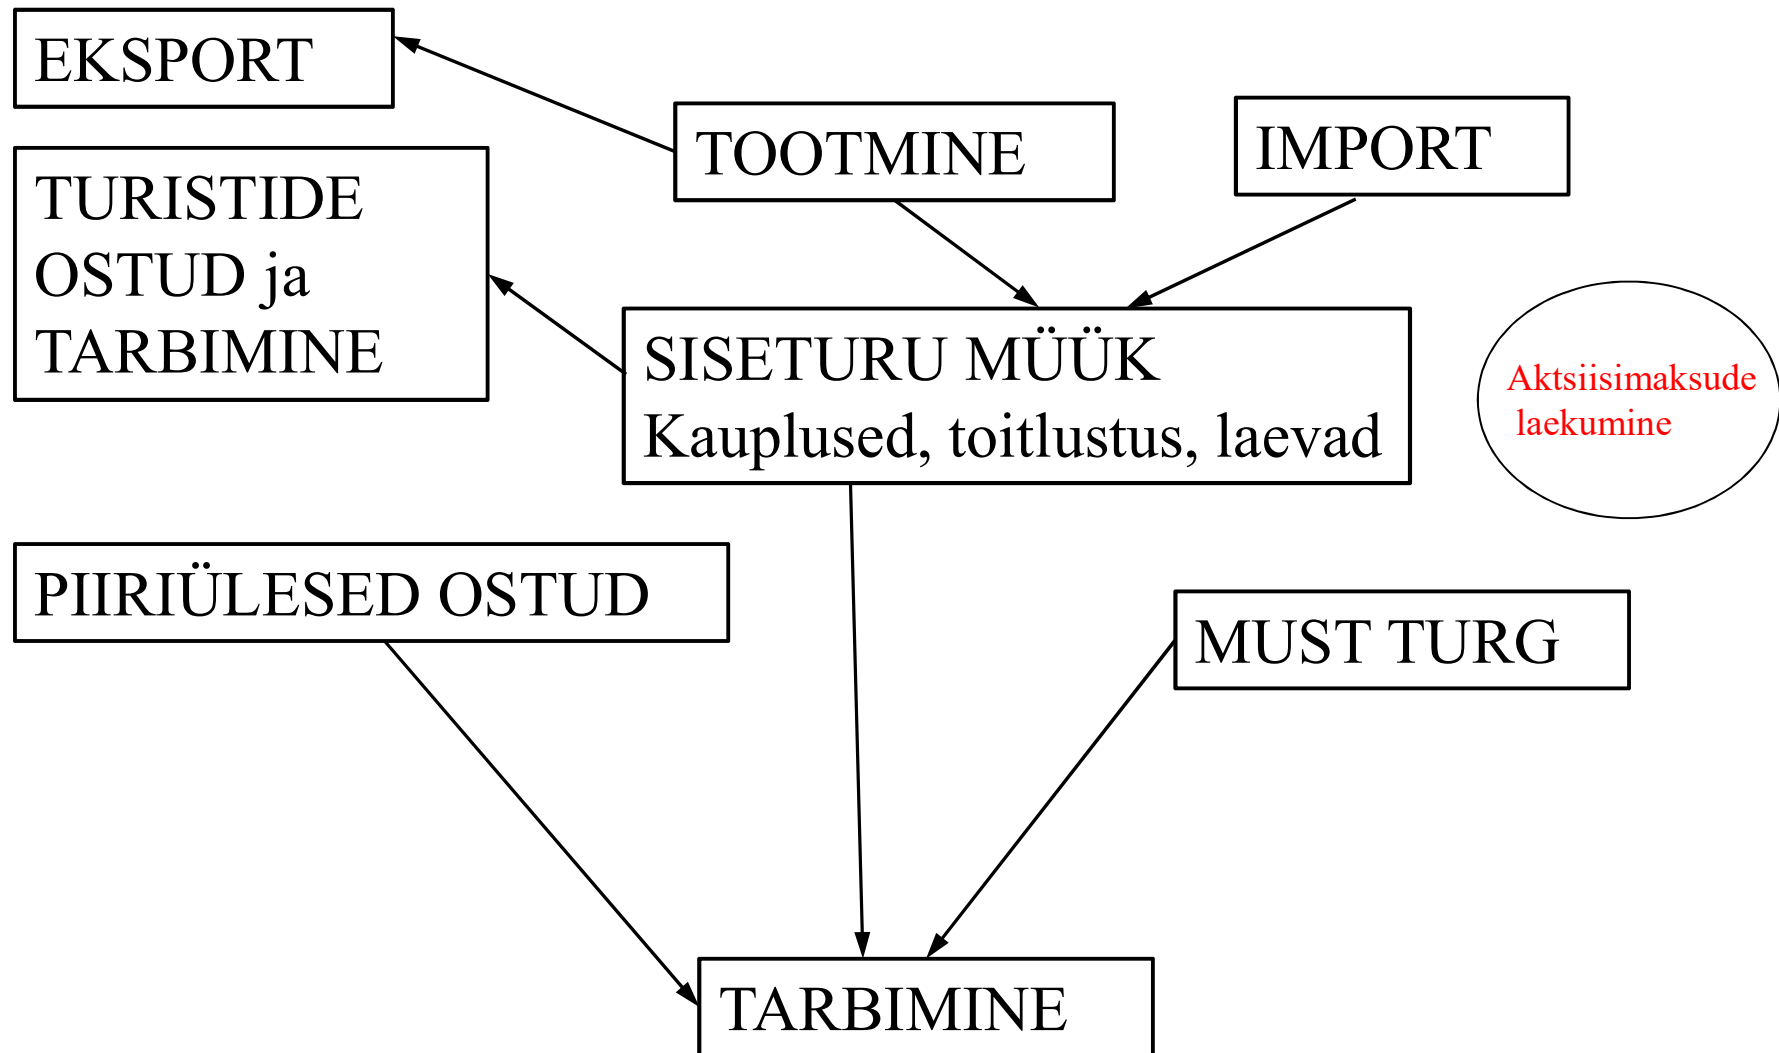 EKSPORT
TOOTMINE
IMPORT
TURISTIDE
OSTUD ja
TARBIMINE
SISETURU MÜÜK
Kauplused, toitlustus, laevad
Aktsiisimaksude
laekumine
PIIRIÜLESED OSTUD
MUST TURG
TARBIMINE